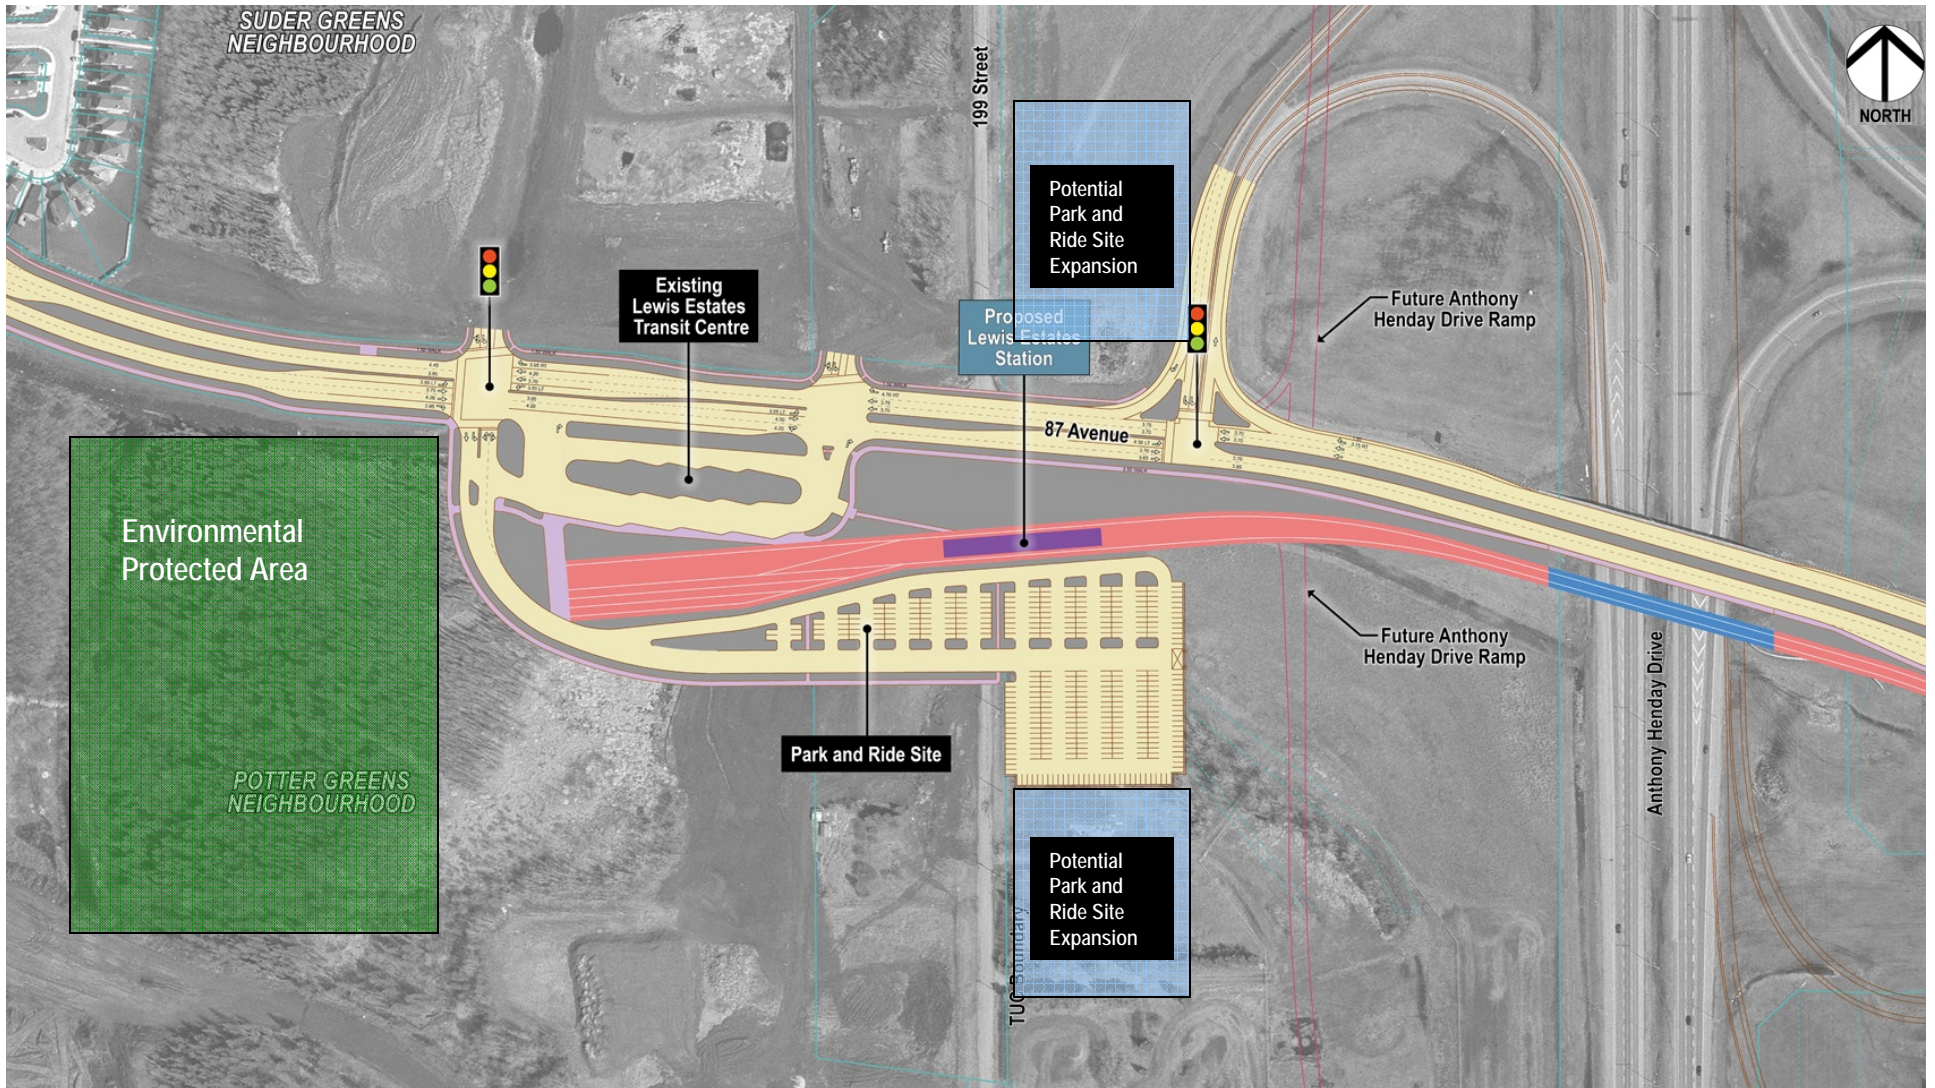 SUDER GREENS
NEIGHBOURHOOD
199 Street
NORTH
Potential
Park and
Ride Site
Expansion
Existing
Lewis Estates
Transit Centre
Proposed
Lewis Estates
Station
Future Anthony
Henday Drive Ramp
87 Avenue
Environmental
Protected Area
Future Anthony
Henday Drive Ramp
Anthony Henday Drive
Park and Ride Site
POTTER GREENS
NEIGHBOURHOOD
Potential
Park and
Ride Site
Expansion
TUC Boundary